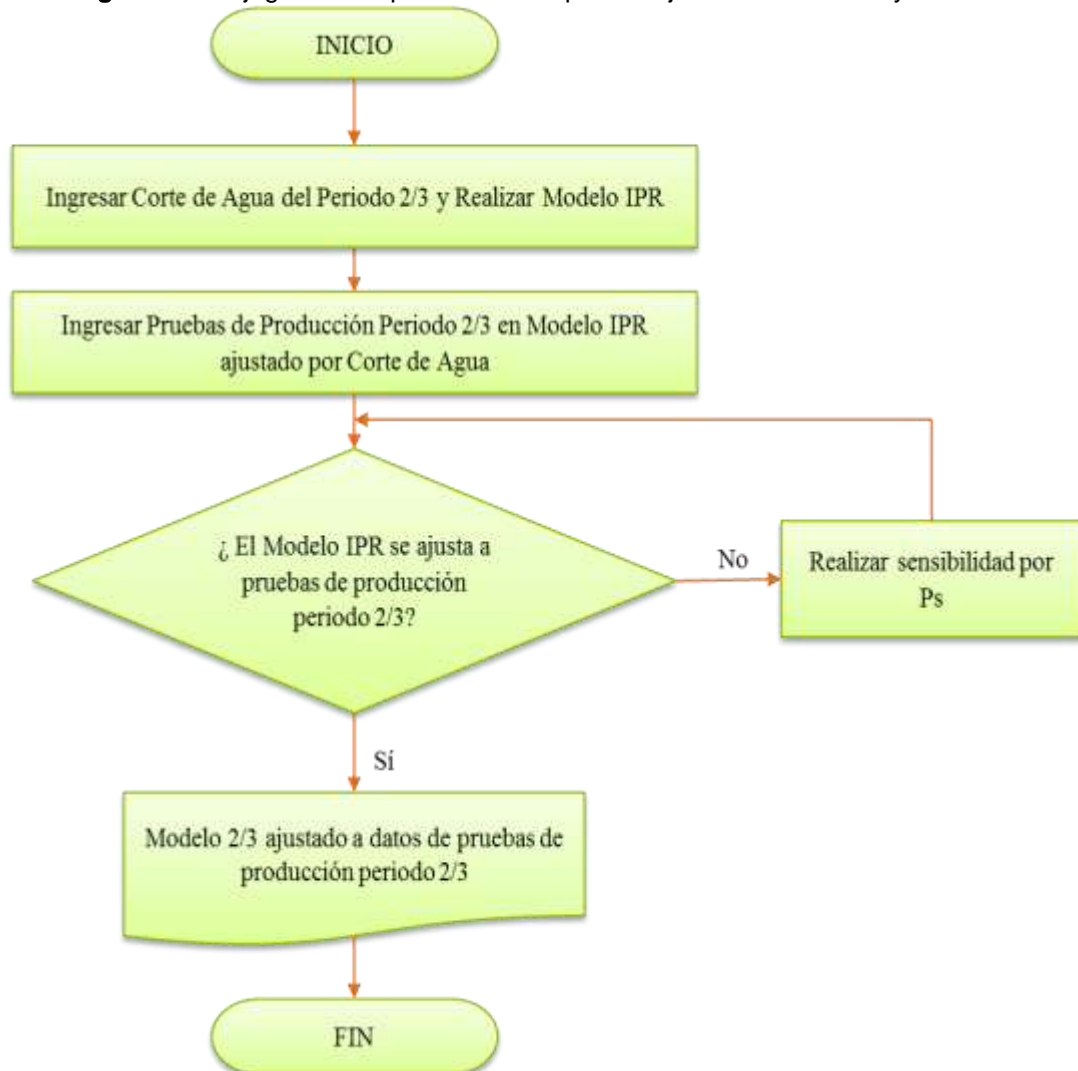 INICIO
Ingresar Corte de Agua del Periodo 2/3 y Realizar Modelo IPR
Ingresar Pruebas de Producción Periodo 2/3 en Modelo IPR
ajustado por Corte de Agua
¿ El Modelo IPR se ajusta a
pruebas de producción
periodo 2/3?
No
Realizar sensibilidad por
Ps
Sí
Modelo 2/3 ajustado a datos de pruebas de
producción periodo 2/3
FIN